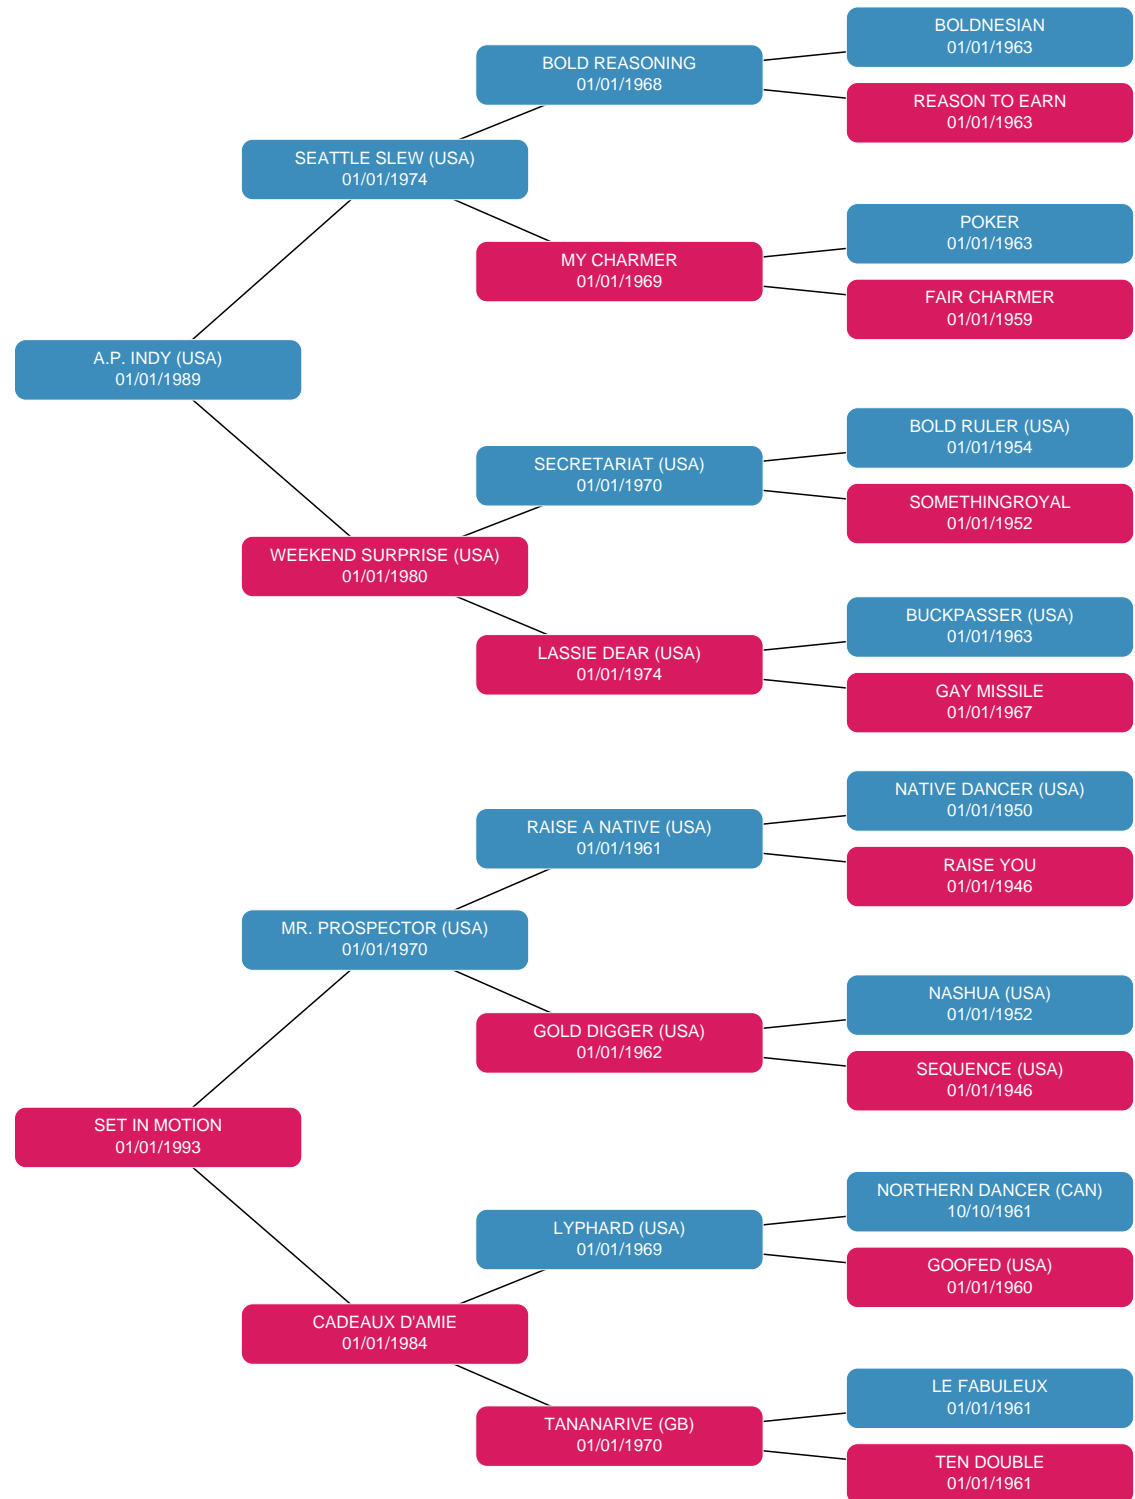 BOLDNESIAN
01/01/1963
BOLD REASONING
01/01/1968
REASON TO EARN
01/01/1963
SEATTLE SLEW (USA)
01/01/1974
POKER
01/01/1963
MY CHARMER
01/01/1969
FAIR CHARMER
01/01/1959
A.P. INDY (USA)
01/01/1989
BOLD RULER (USA)
01/01/1954
SECRETARIAT (USA)
01/01/1970
SOMETHINGROYAL
01/01/1952
WEEKEND SURPRISE (USA)
01/01/1980
BUCKPASSER (USA)
01/01/1963
LASSIE DEAR (USA)
01/01/1974
GAY MISSILE
01/01/1967
NATIVE DANCER (USA)
01/01/1950
RAISE A NATIVE (USA)
01/01/1961
RAISE YOU
01/01/1946
MR. PROSPECTOR (USA)
01/01/1970
NASHUA (USA)
01/01/1952
GOLD DIGGER (USA)
01/01/1962
SEQUENCE (USA)
01/01/1946
SET IN MOTION
01/01/1993
NORTHERN DANCER (CAN)
10/10/1961
LYPHARD (USA)
01/01/1969
GOOFED (USA)
01/01/1960
CADEAUX D'AMIE
01/01/1984
LE FABULEUX
01/01/1961
TANANARIVE (GB)
01/01/1970
TEN DOUBLE
01/01/1961